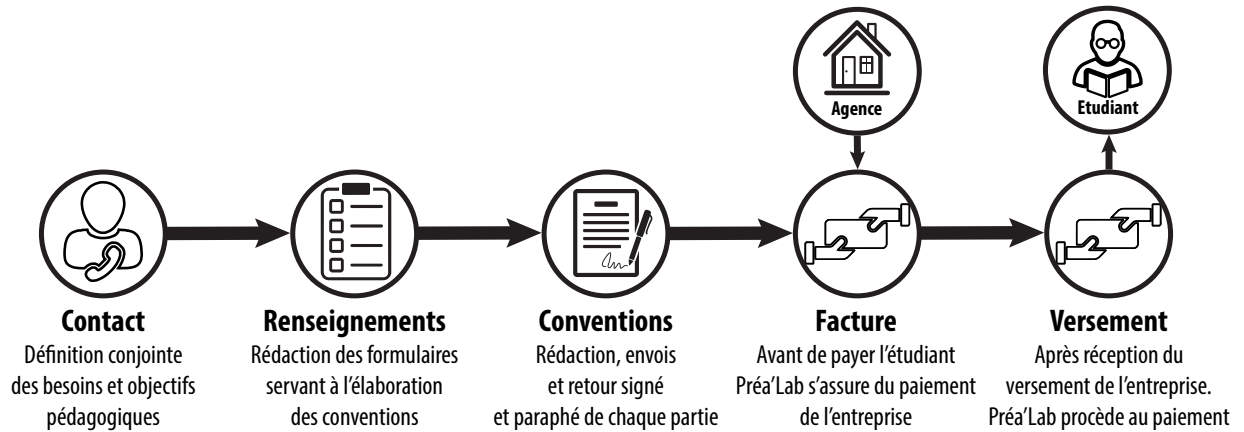 Agence
Etudiant
Contact
Définition conjointe
des besoins et objectifs
pédagogiques
Renseignements
Rédaction des formulaires
servant à l’élaboration
des conventions
Conventions
Rédaction, envois
et retour signé
et paraphé de chaque partie
Facture
Avant de payer l’étudiant
Préa’Lab s’assure du paiement
de l’entreprise
Versement
Après réception du
versement de l’entreprise.
Préa’Lab procède au paiement